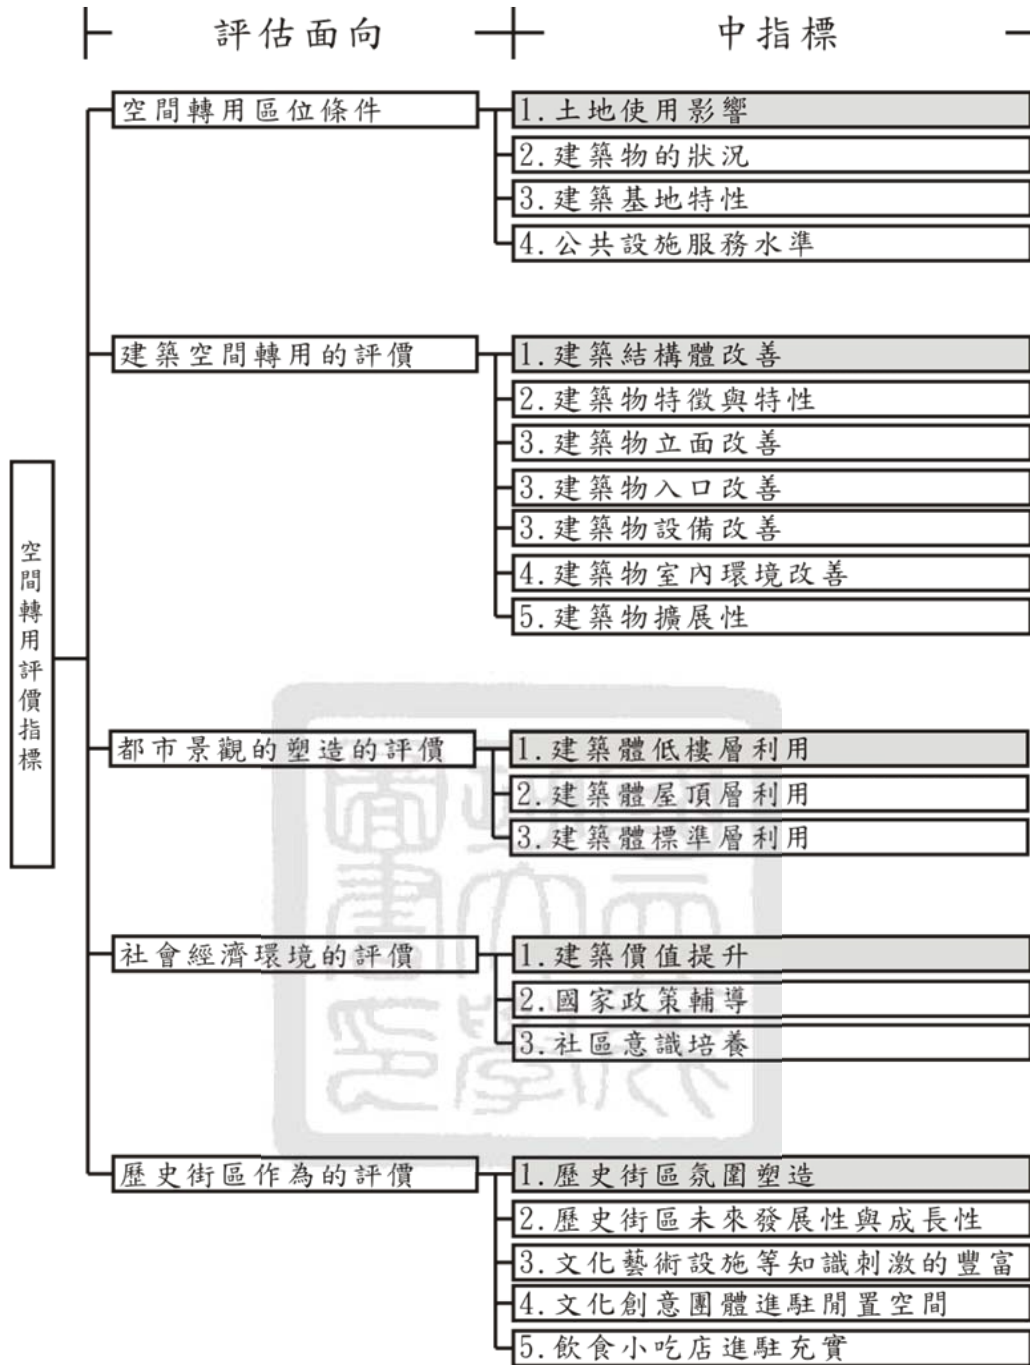 評估面向
中指標
空間轉用評價指標
空間轉用區位條件
1.土地使用影響
2.建築物的狀況
3.建築基地特性
4.公共設施服務水準
建築空間轉用的評價
1.建築結構體改善
2.建築物特徵與特性
3.建築物立面改善
3.建築物入口改善
3.建築物設備改善
4.建築物室內環境改善
5.建築物擴展性
都市景觀的塑造的評價
1.建築體低樓層利用
2.建築體屋頂層利用
3.建築體標準層利用
社會經濟環境的評價
1.建築價值提升
2.國家政策輔導
3.社區意識培養
歷史街區作為的評價
1.歷史街區氛圍塑造
2.歷史街區未來發展性與成長性
3.文化藝術設施等知識刺激的豐富
4.文化創意團體進駐閒置空間
5.飲食小吃店進駐充實